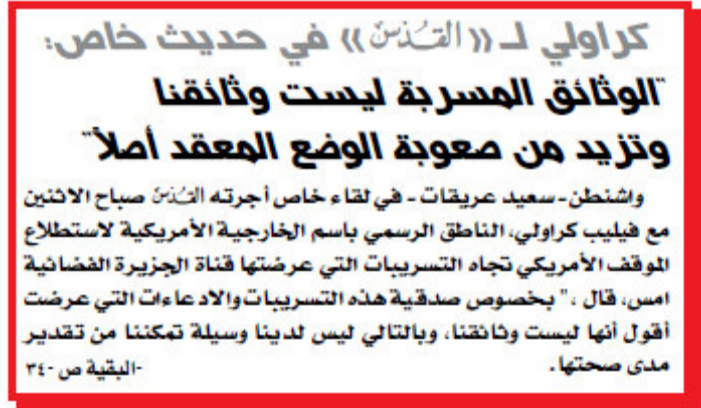 كراولي لـ «القدس» في حديث خاص:
"الوثائق المسربة ليست وثائقنا
وتزيد من صعوبة الوضع المعقد أصلاً"
واشنطن - سعيد عريقات - في لقاء خاص أجرته القدس صباح الاثنين
مع فيليب كراولي، الناطق الرسمي باسم الخارجية الأمريكية لاستطلاع
الموقف الأمريكي تجاه التسريبات التي عرضتها قناة الجزيرة الفضائية
امس، قال ،" بخصوص صدقية هذه التسريبات والادعاءات التي عرضت
أقول أنها ليست وثائقنا، وبالتالي ليس لدينا وسيلة تمكننا من تقدير
مدى صحتها. -البقية ص ٣٤-